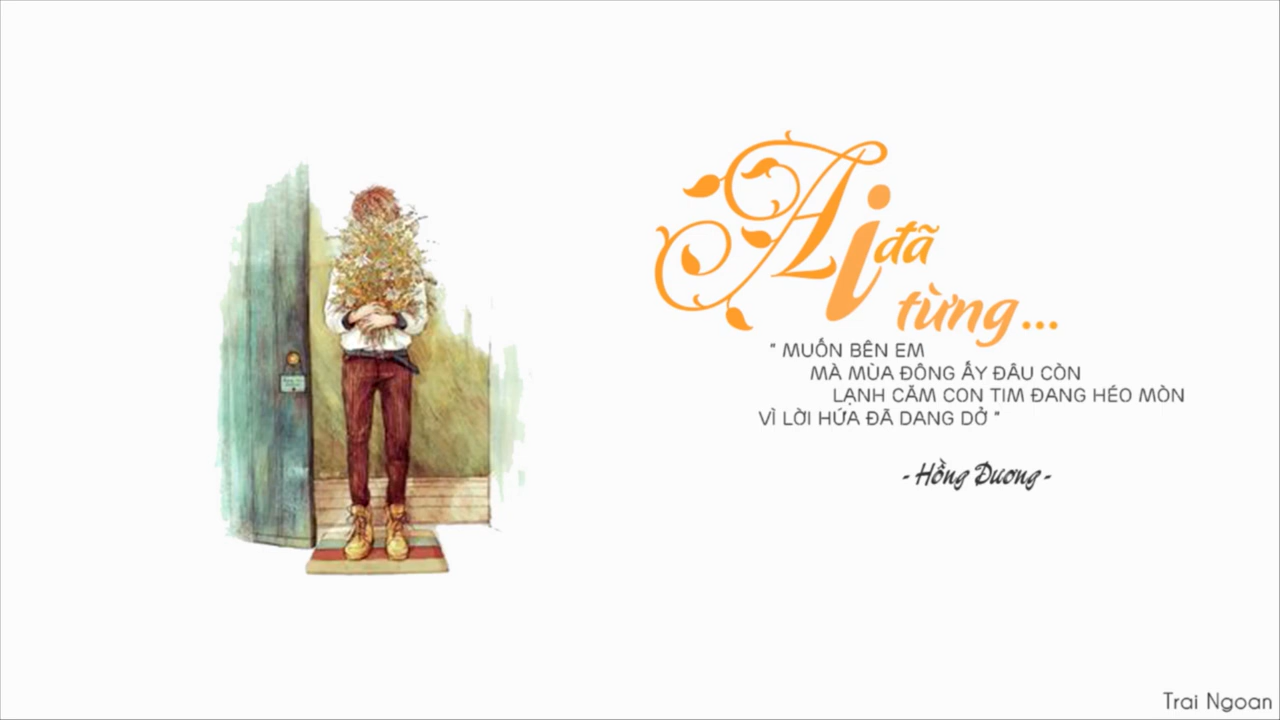 Ai đã
từng...
" MUỐN BÊN EM
MÀ MÙA ĐÔNG ẤY ĐÂU CÒN
LẠNH CĂM CON TIM ĐANG HÉO MÒN
VÌ LỜI HỨA ĐÃ DANG DỞ "
- Hồng Dương -
Trai Ngoan